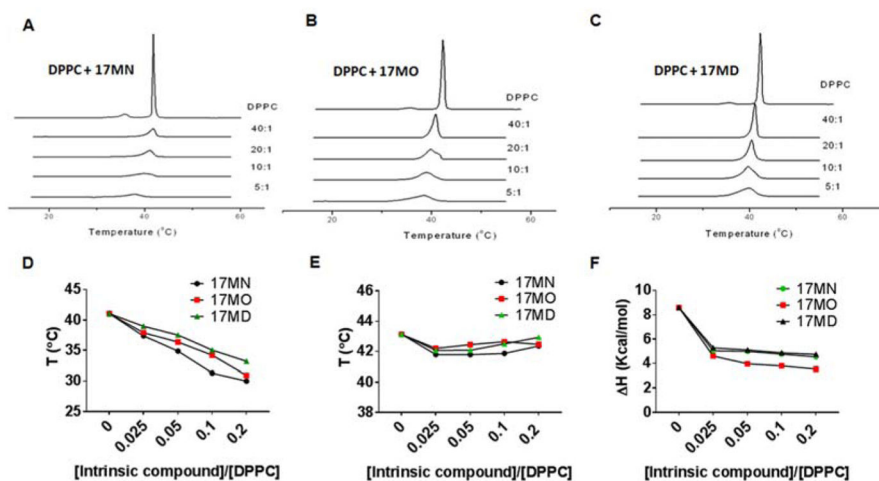 A
DPPC + 17MN
DPPC
40:1
20:1
10:1
5:1
20
40
60
Temperature (°C)
B
DPPC + 17MO
DPPC
40:1
20:1
10:1
5:1
20
40
60
Temperature (°C)
C
DPPC + 17MD
DPPC
40:1
20:1
10:1
5:1
20
40
60
Temperature (°C)
D
17MN
17MO
17MD
45
40
35
30
25
T (°C)
0
0.025
0.05
0.1
0.2
[Intrinsic compound]/[DPPC]
E
17MN
17MO
17MD
46
44
42
40
38
T (°C)
0
0.025
0.05
0.1
0.2
[Intrinsic compound]/[DPPC]
F
17MN
17MO
17MD
10
8
6
4
2
0
ΔH (Kcal/mol)
0
0.025
0.05
0.1
0.2
[Intrinsic compound]/[DPPC]